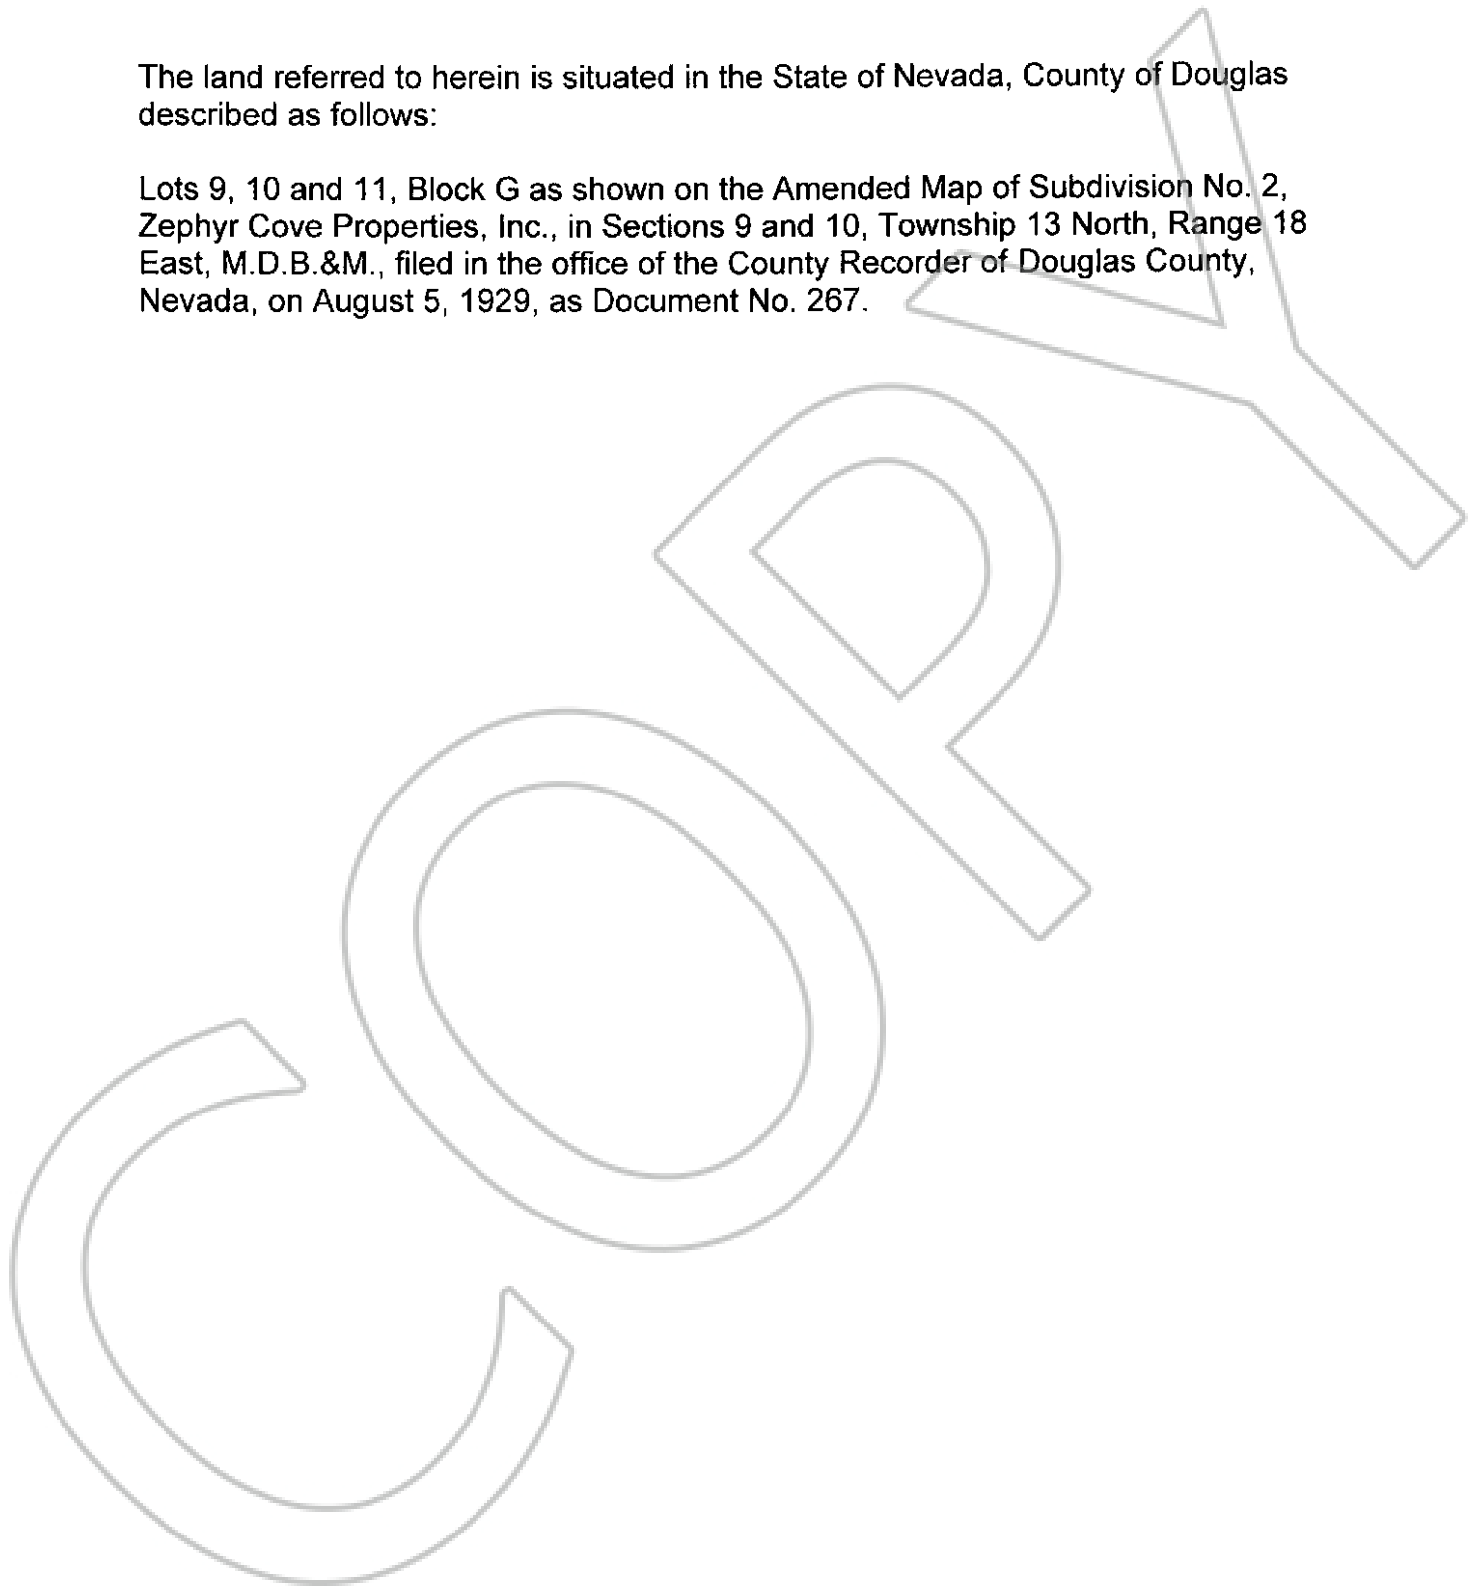 The land referred to herein is situated in the State of Nevada, County of Douglas
described as follows:
Lots 9, 10 and 11, Block G as shown on the Amended Map of Subdivision No. 2,
Zephyr Cove Properties, Inc., in Sections 9 and 10, Township 13 North, Range 18
East, M.D.B.&M., filed in the office of the County Recorder of Douglas County,
Nevada, on August 5, 1929, as Document No. 267.
COPY